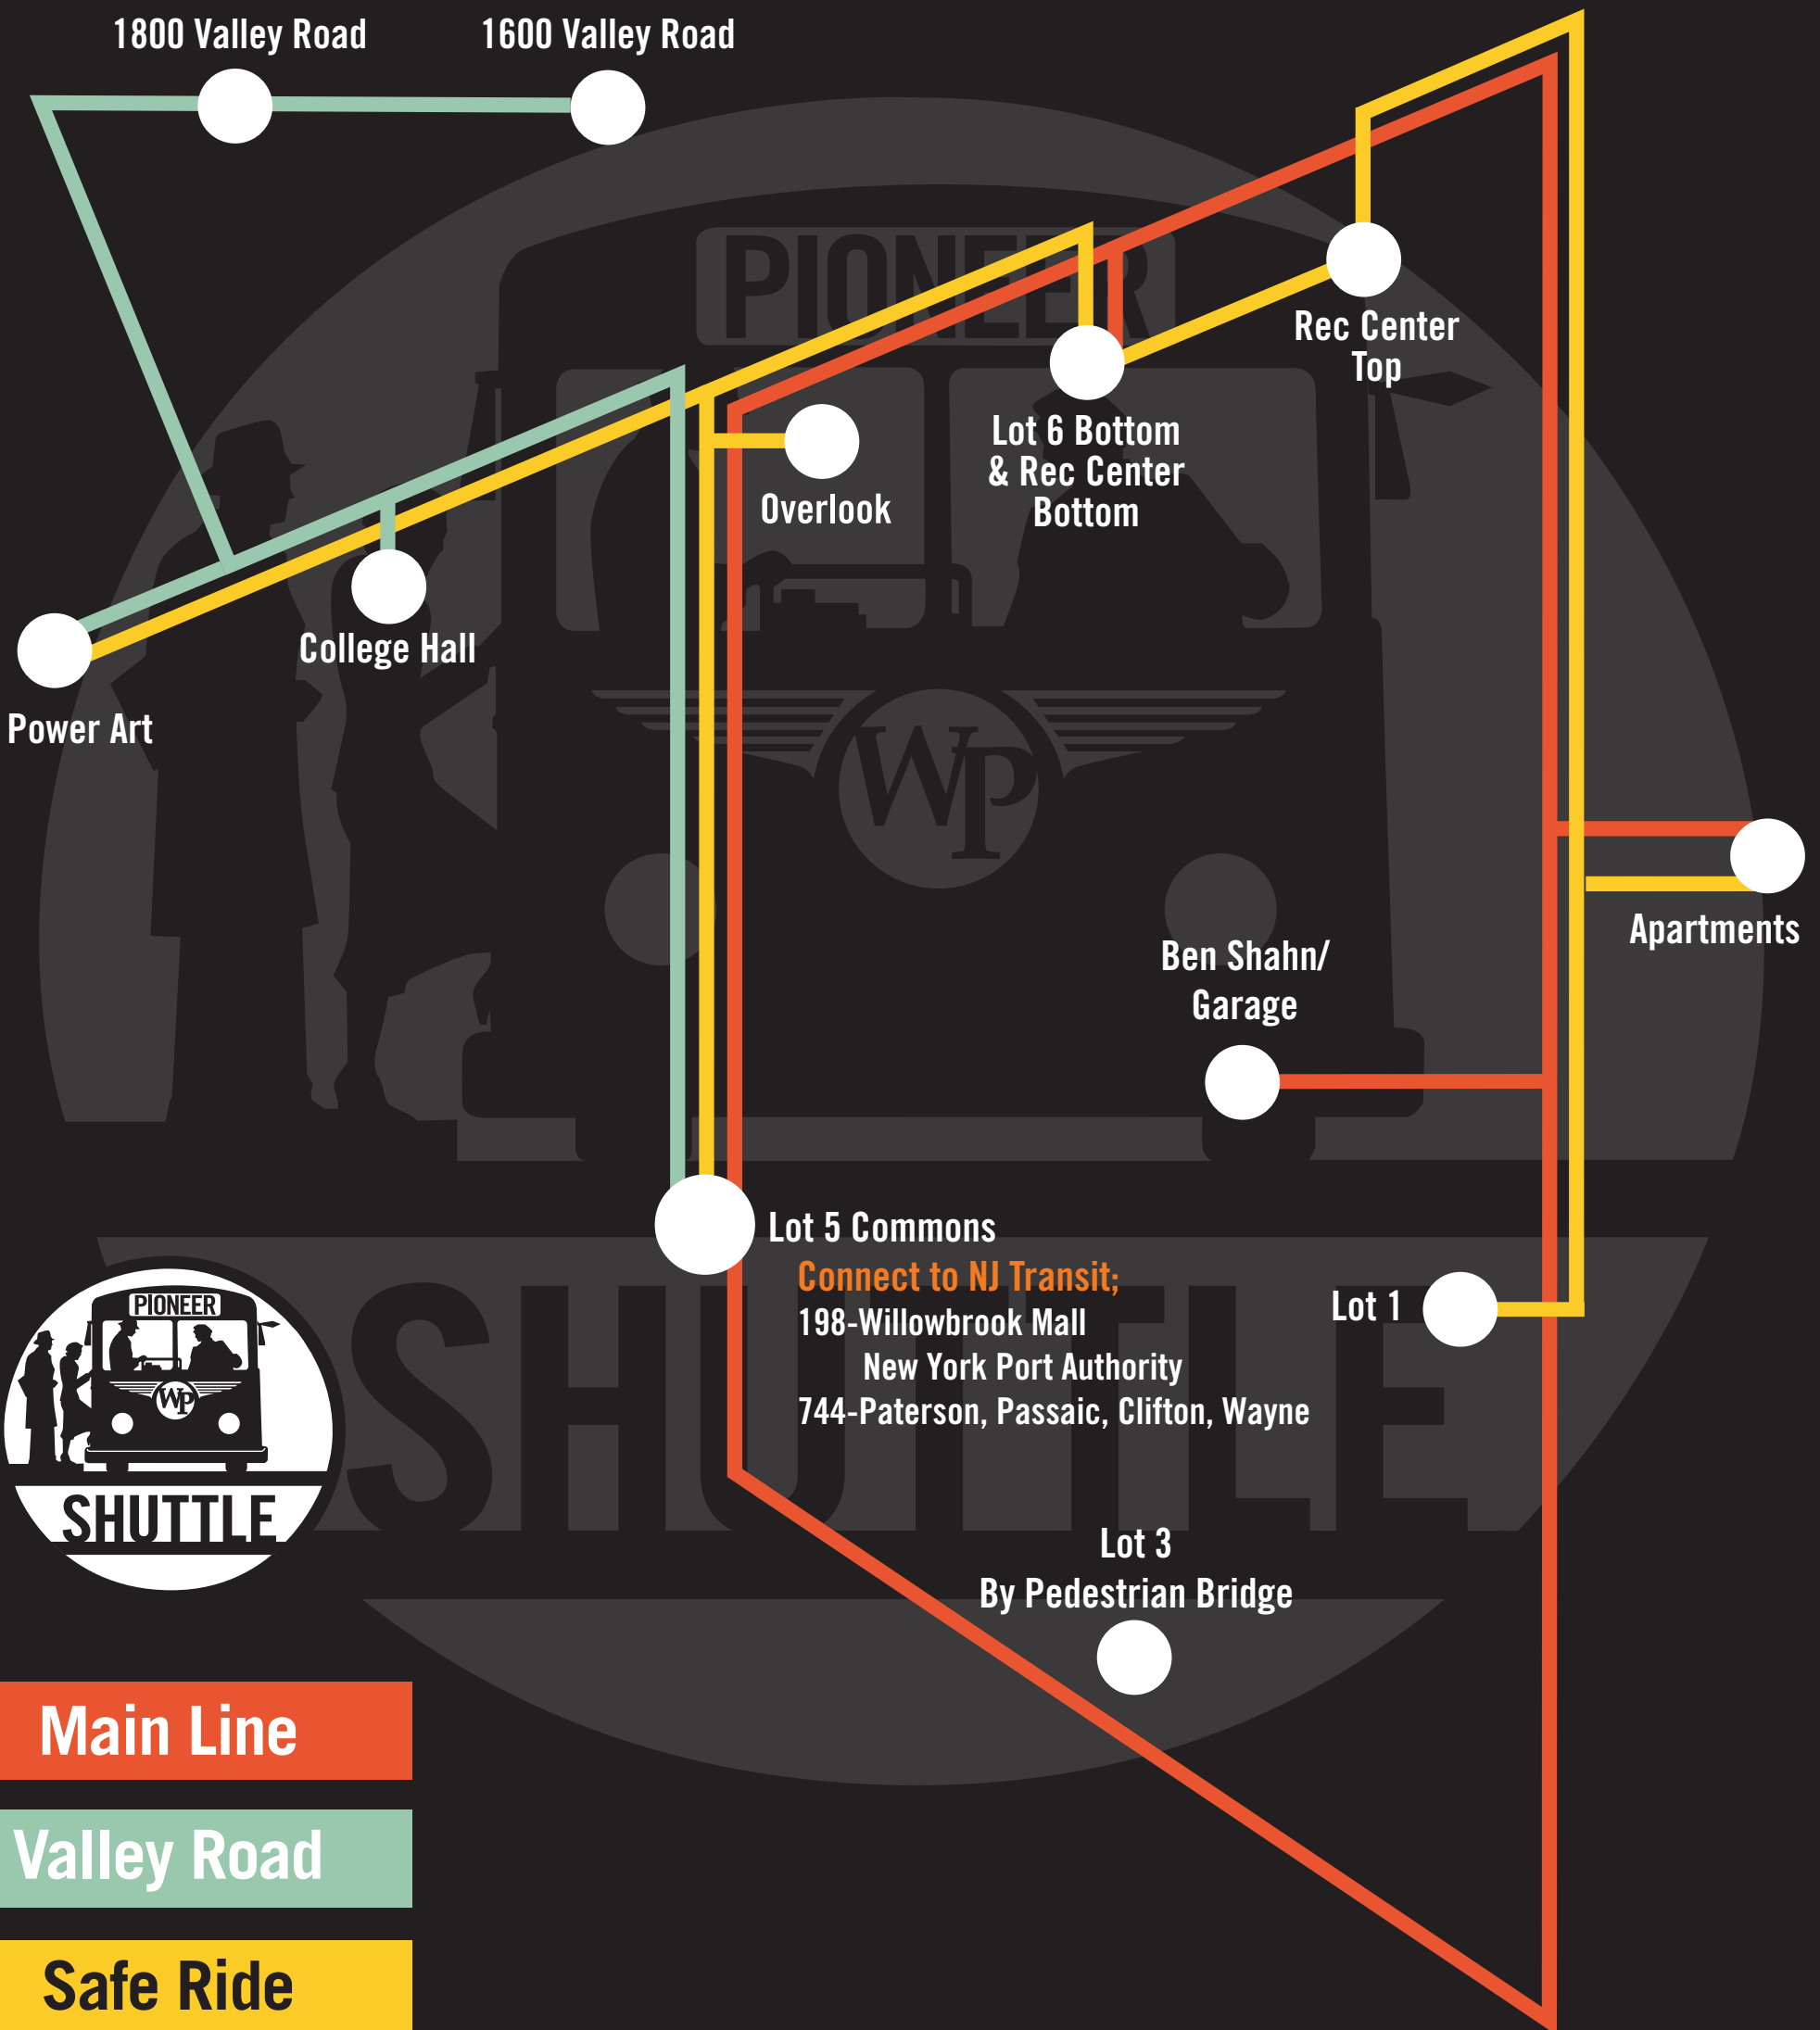 1800 Valley Road
1600 Valley Road
PIONEER
Rec Center
Top
Lot 6 Bottom
& Rec Center
Bottom
Overlook
College Hall
Power Art
WP
Apartments
Ben Shahn/
Garage
Lot 5 Commons
Connect to NJ Transit;
198-Willowbrook Mall
New York Port Authority
744-Paterson, Passaic, Clifton, Wayne
Lot 1
SHUTTLE
PIONEER
WP
SHUTTLE
Lot 3
By Pedestrian Bridge
Main Line
Valley Road
Safe Ride